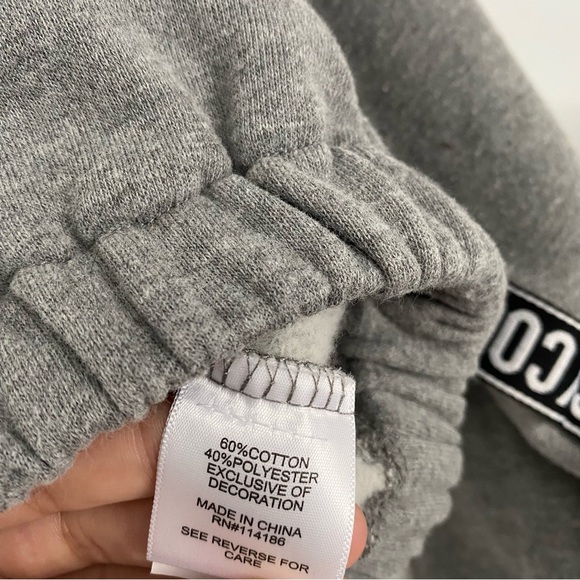 60%COTTON
40%POLYESTER
EXCLUSIVE OF
DECORATION
MADE IN CHINA
RN#114186
SEE REVERSE FOR
CARE